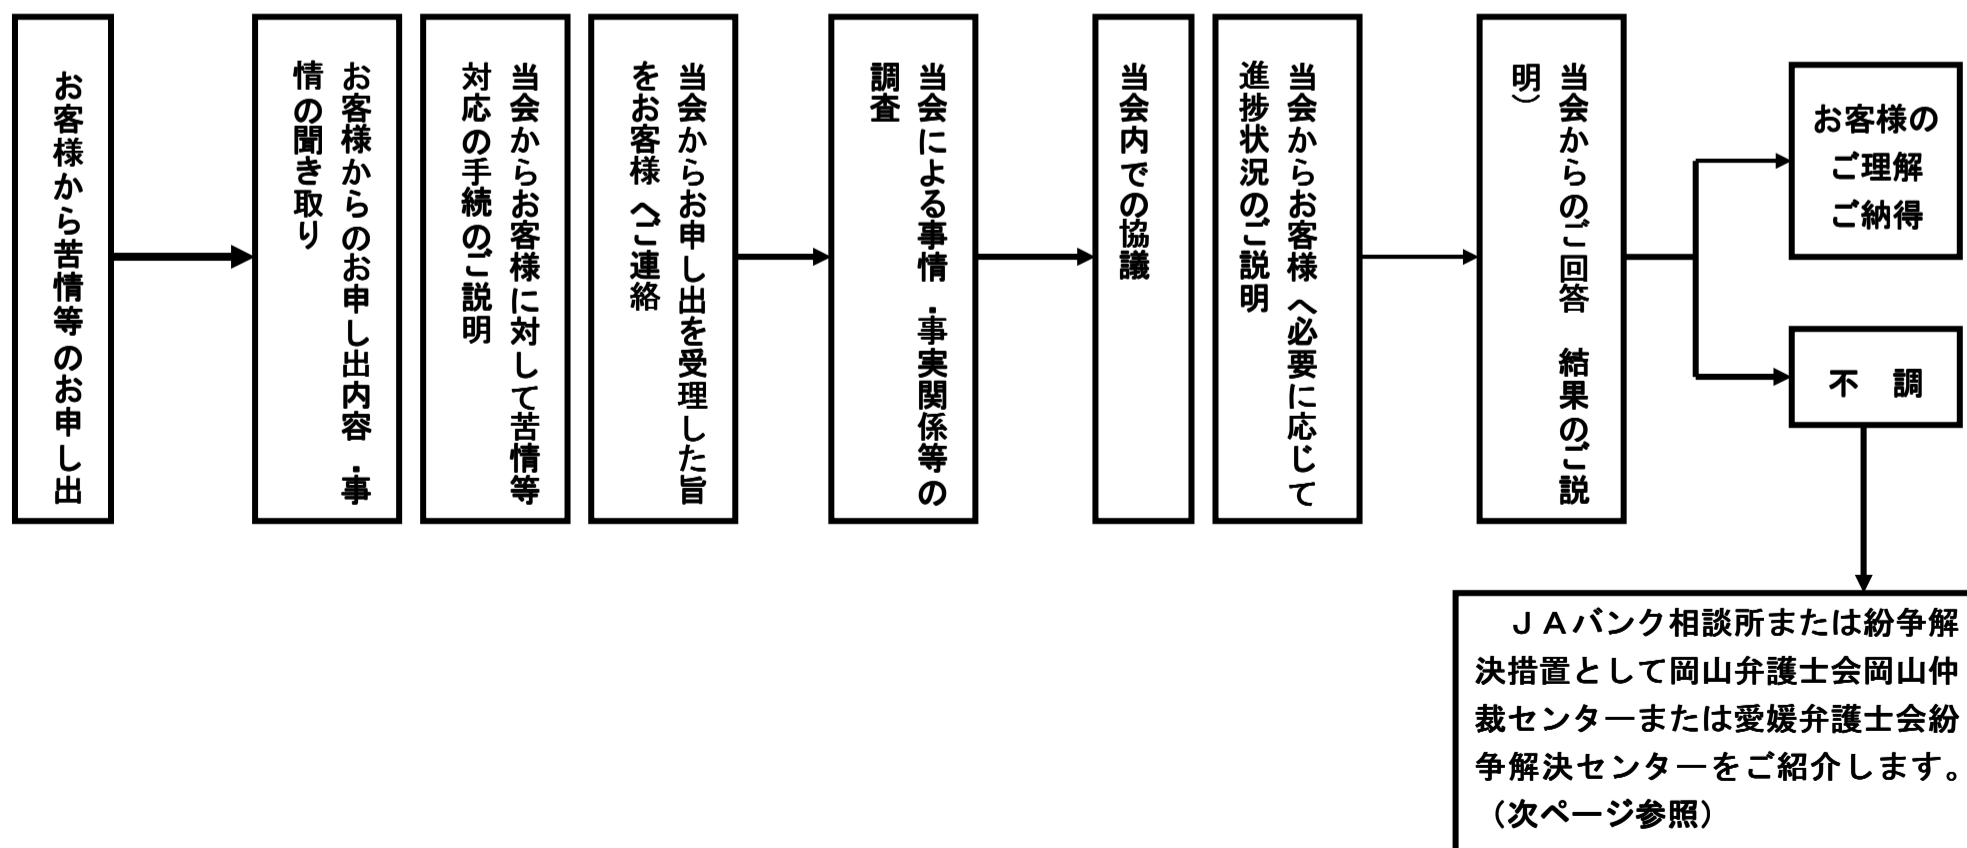 お客様から苦情等のお申し出
お客様からのお申し出内容・事
情の聞き取り
当会からお客様に対して苦情等
対応の手続のご説明
当会からお申し出を受理した旨
をお客様へご連絡
当会による事情・事実関係等の
調査
当会内での協議
当会からお客様へ必要に応じて
進捗状況のご説明
当会からのご回答 結果のご説
明）
お客様の
ご理解
ご納得
不 調
ＪＡバンク相談所または紛争解
決措置として岡山弁護士会岡山仲
裁センターまたは愛媛弁護士会紛
争解決センターをご紹介します。
（次ページ参照）